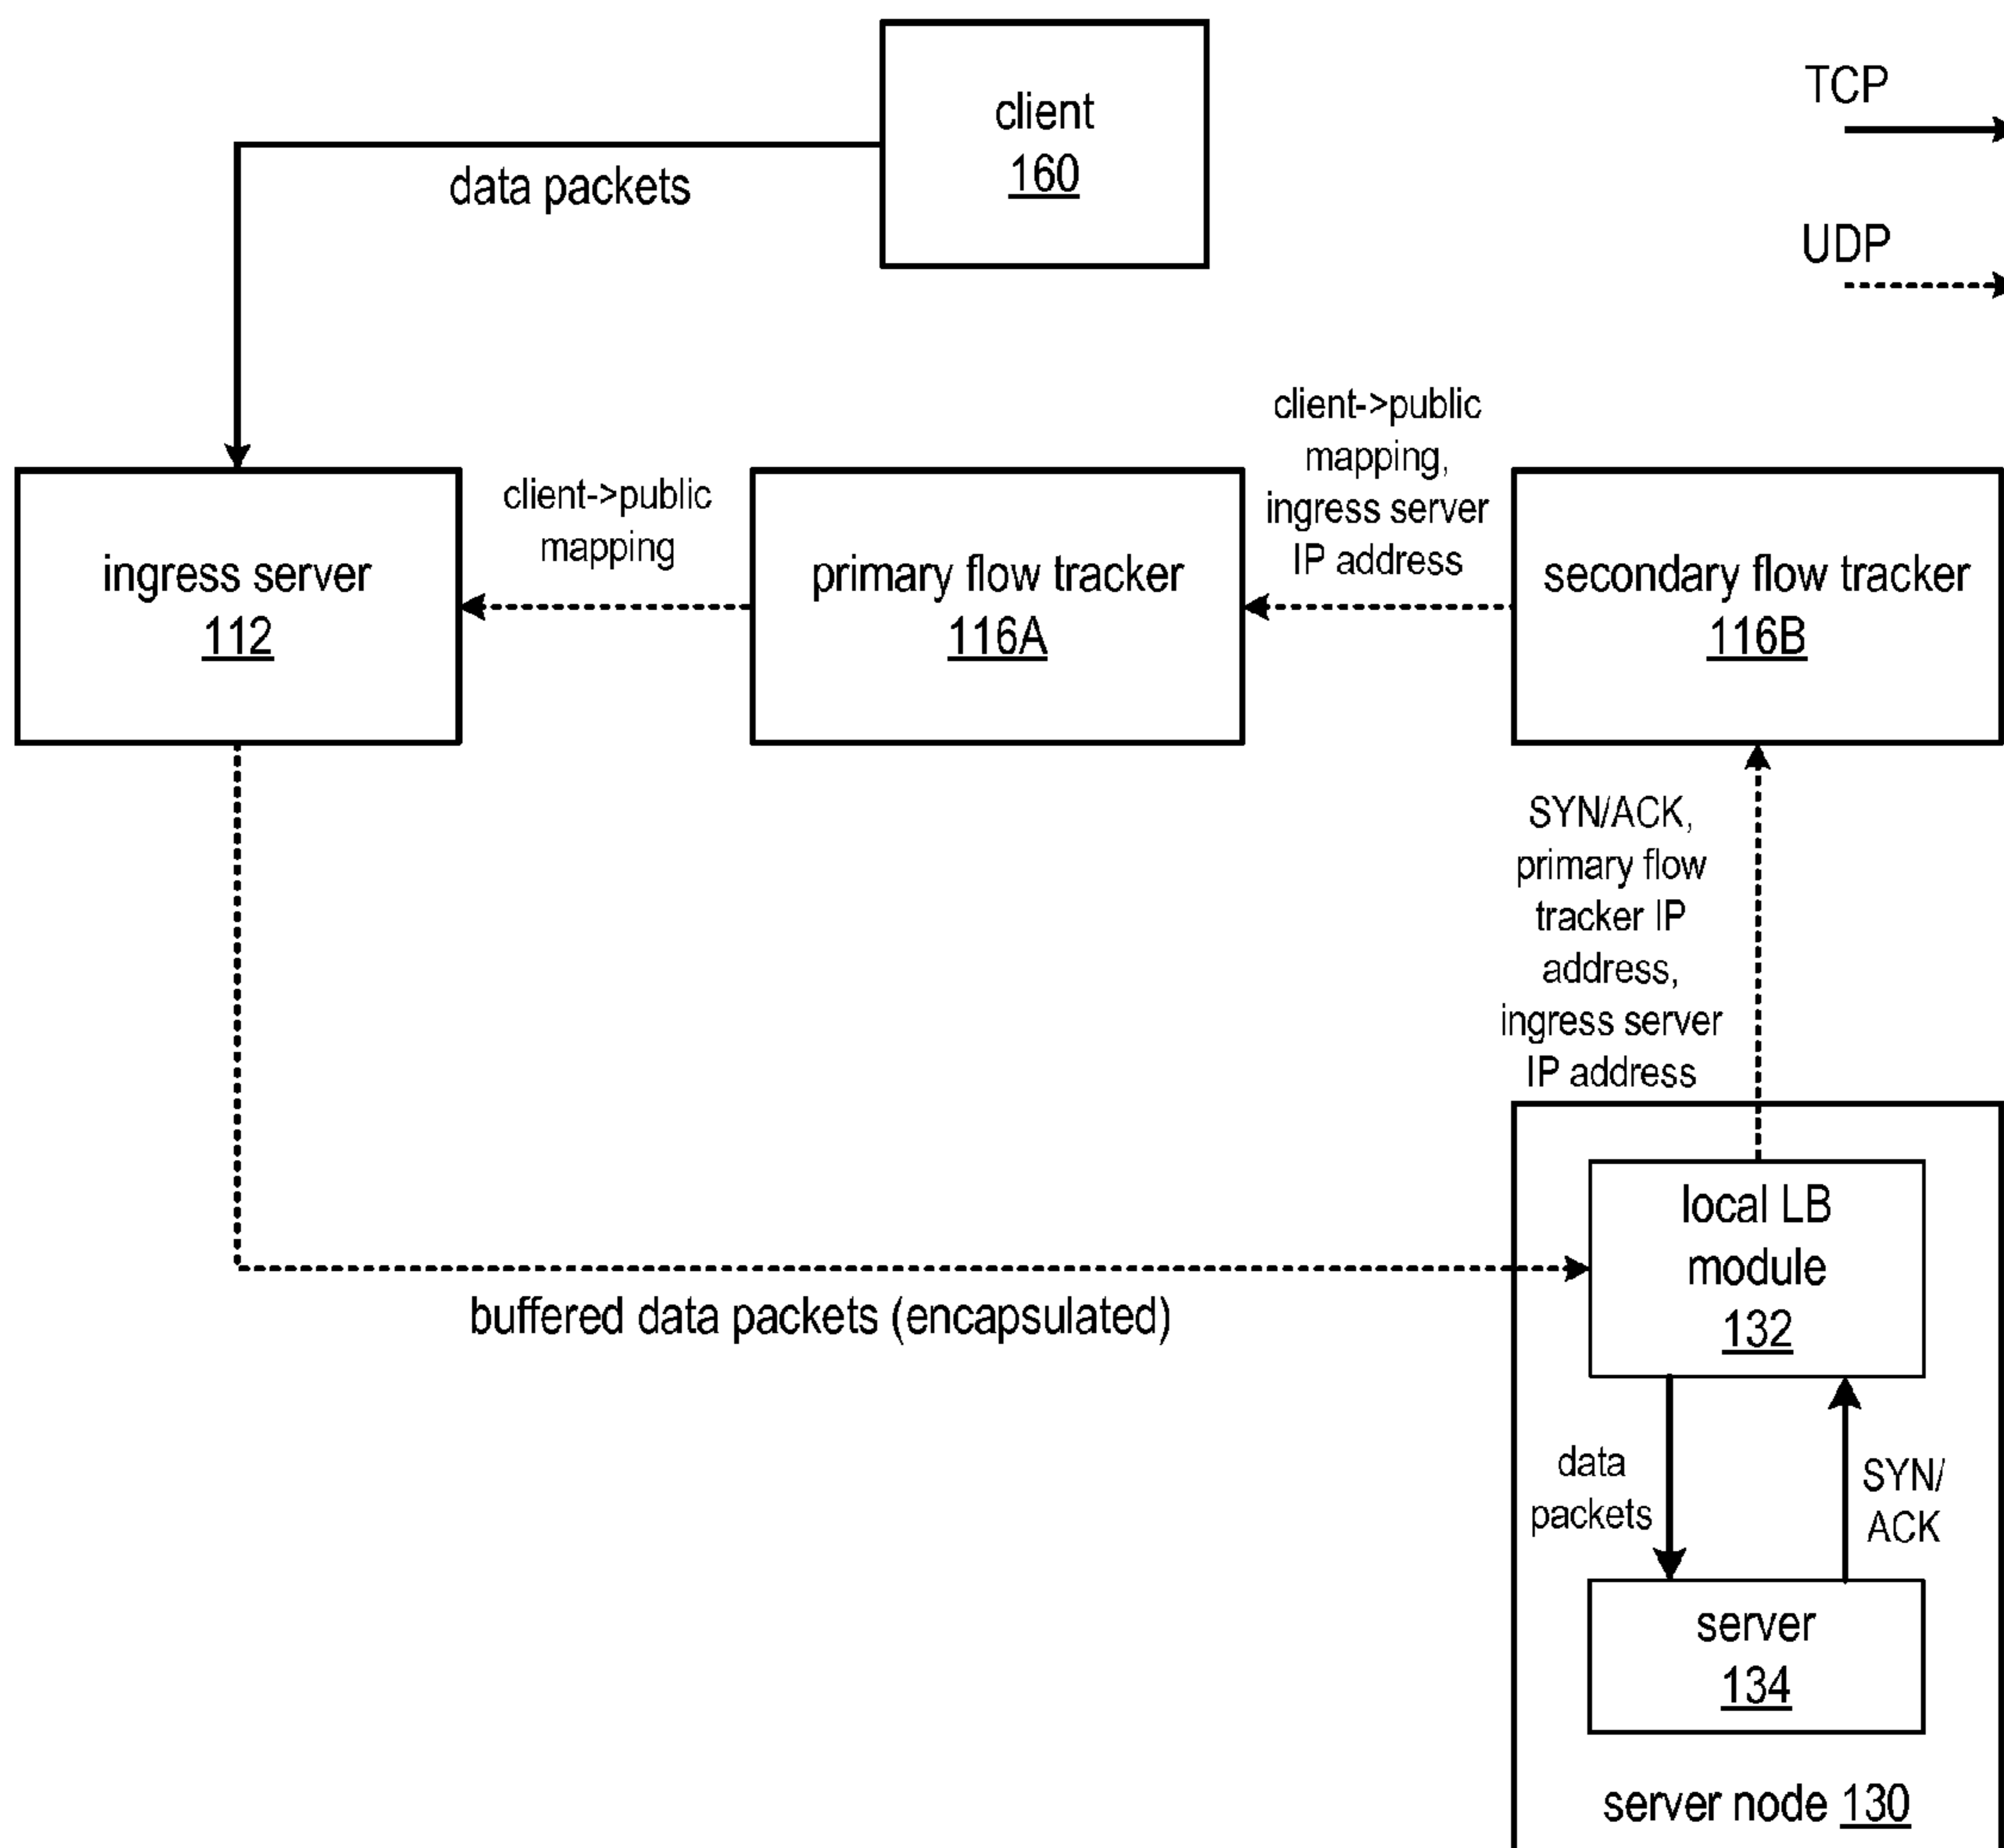 client
160
TCP
data packets
UDP
client->public
mapping,
ingress server
IP address
client->public
mapping
ingress server
112
primary flow tracker
116A
secondary flow tracker
116B
SYN/ACK,
primary flow
tracker IP
address,
ingress server
IP address
local LB
module
132
buffered data packets (encapsulated)
data
packets
SYN/
ACK
server
134
server node 130